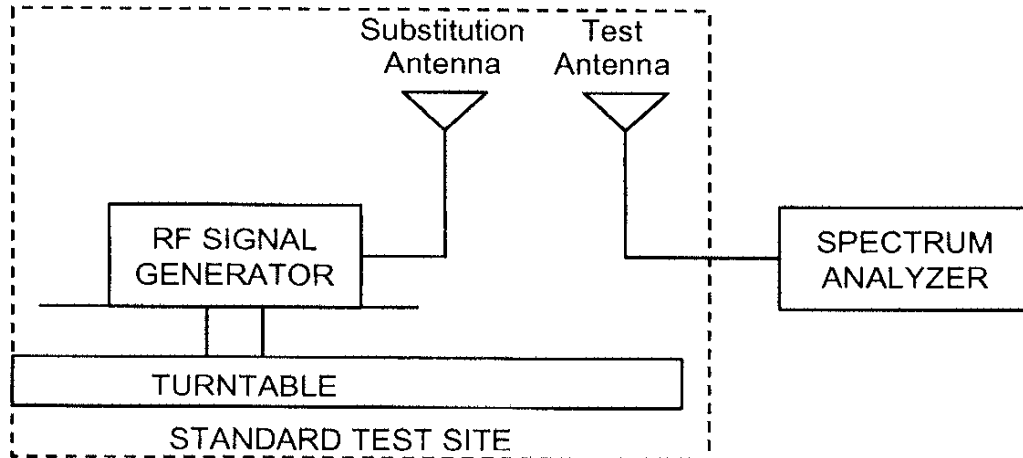 Substitution
Antenna
Test
Antenna
RF SIGNAL
GENERATOR
SPECTRUM
ANALYZER
TURNTABLE
STANDARD TEST SITE